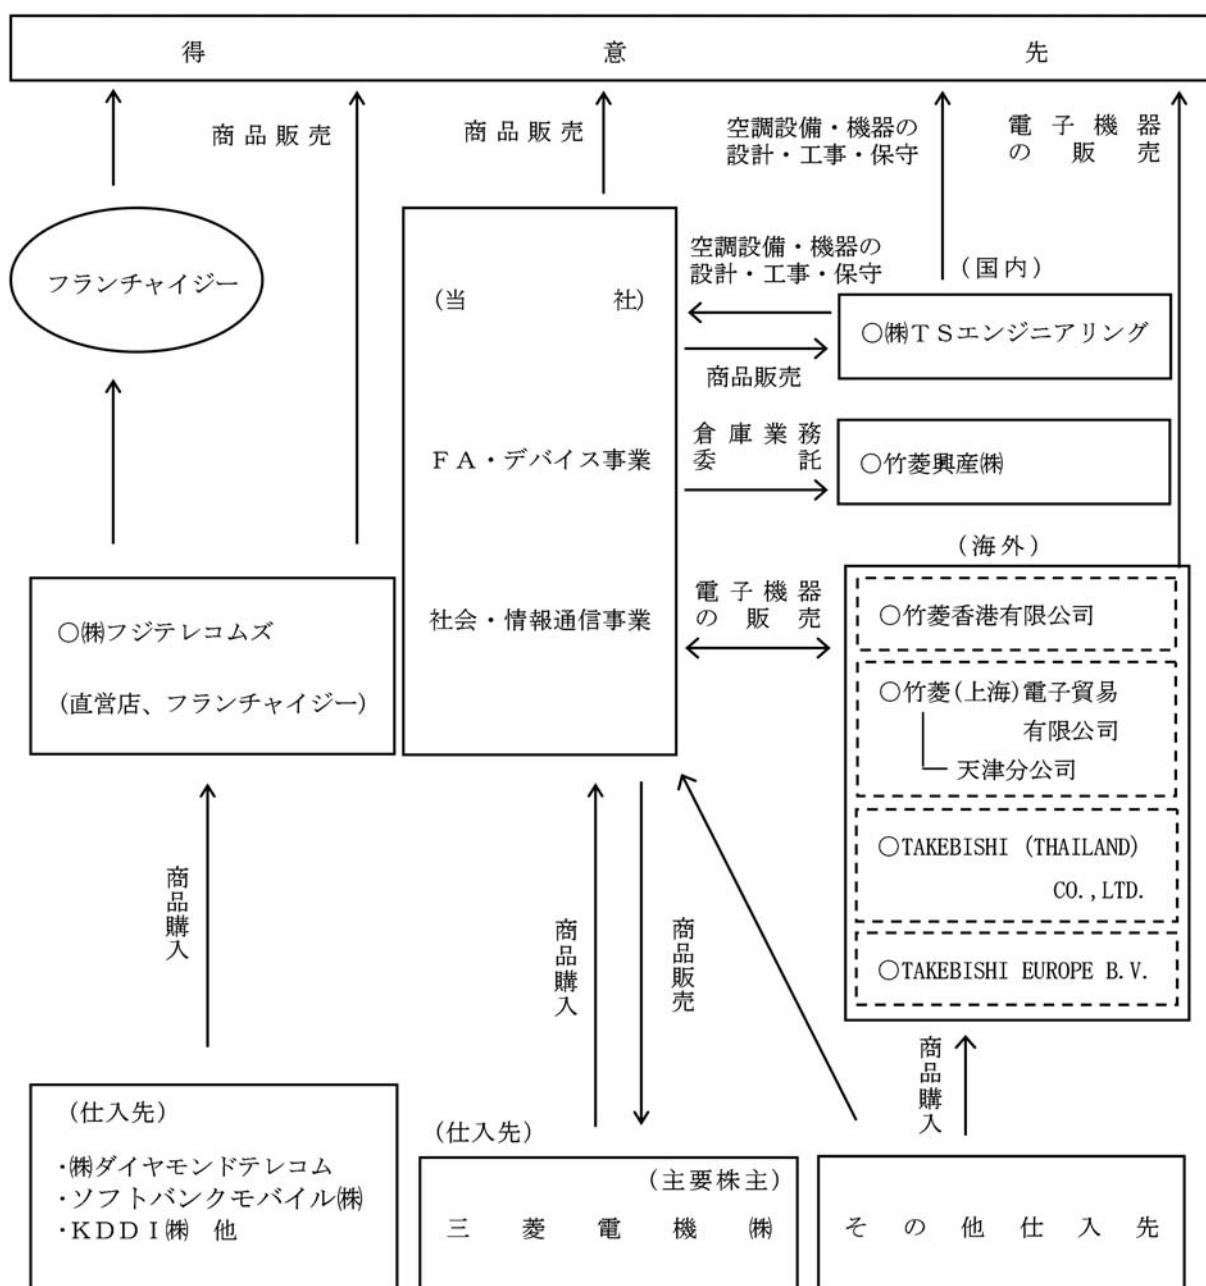 得意先
商品販売
商品販売
空調設備・機器の
設計・工事・保守
電子機器
の販売
フランチャイジー
(当社)
空調設備・機器の
設計・工事・保守
(国内)
○㈱ＴＳエンジニアリング
商品販売
ＦＡ・デバイス事業
倉庫業務
委託
○竹菱興産㈱
(海外)
○㈱フジテレコムズ
(直営店、フランチャイジー)
社会・情報通信事業
電子機器
の販売
○竹菱香港有限公司
○竹菱(上海)電子貿易
有限公司
天津分公司
○TAKEBISHI (THAILAND)
CO.,LTD.
○TAKEBISHI EUROPE B.V.
商品購入
商品購入
商品販売
商品購入
(仕入先)
・㈱ダイヤモンドテレコム
・ソフトバンクモバイル㈱
・ＫＤＤＩ㈱　他
(仕入先)
(主要株主)
三菱電機㈱
その他仕入先